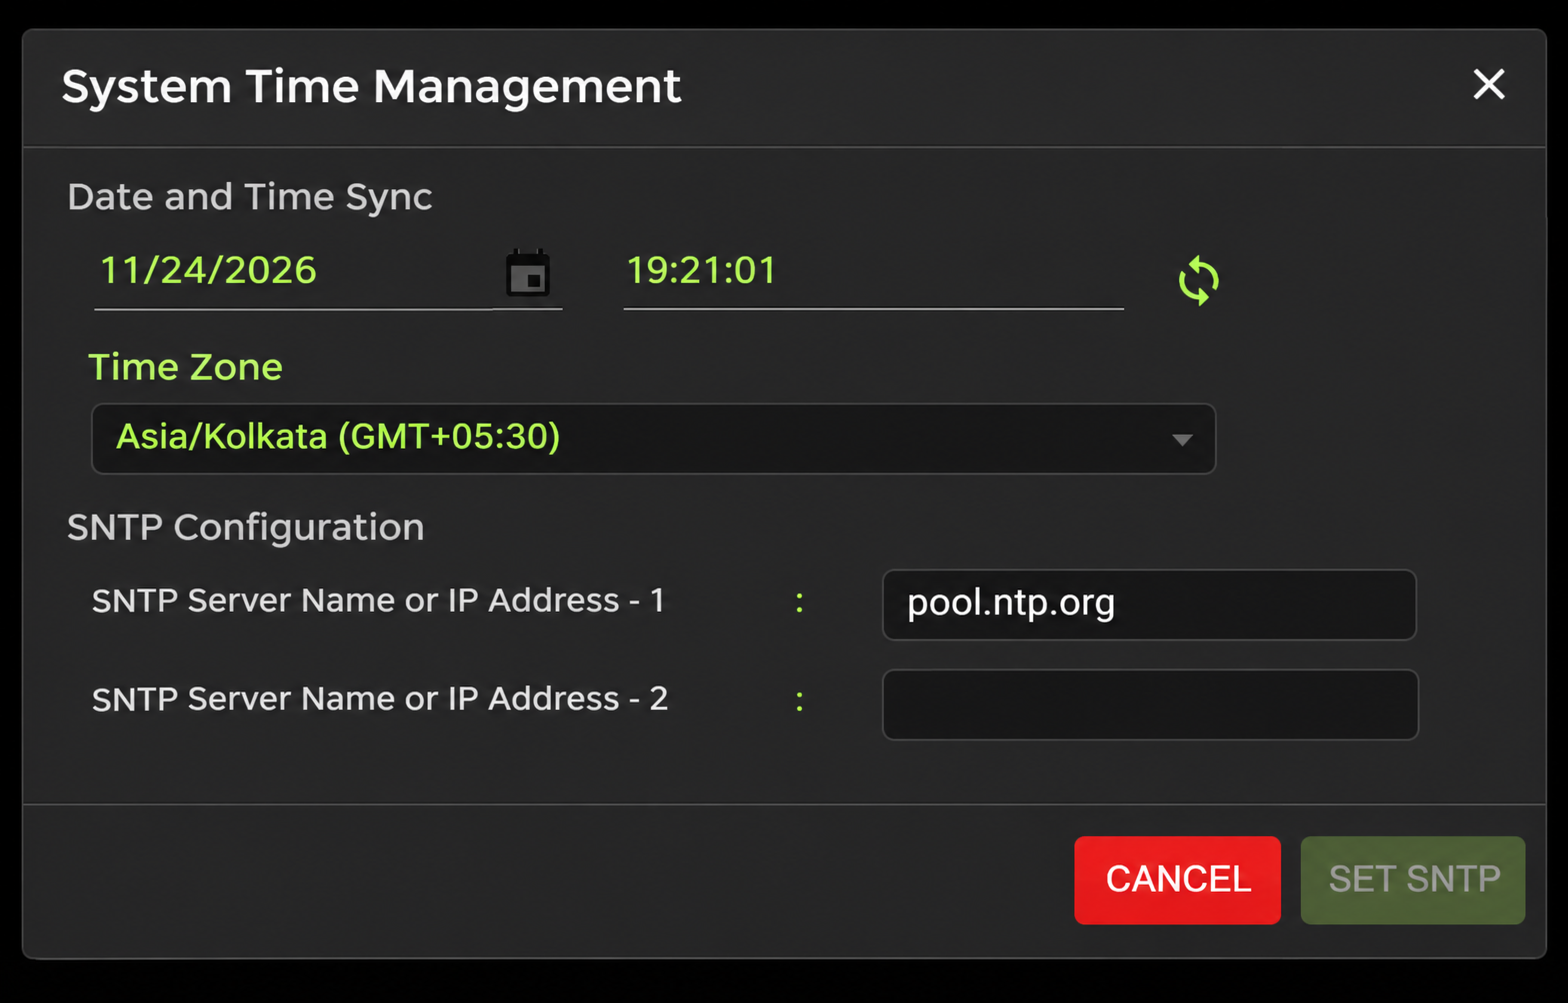 System Time Management
Date and Time Sync
11/24/2026 19:21:01
Time Zone
Asia/Kolkata (GMT+05:30)
SNTP Configuration
SNTP Server Name or IP Address - 1 : pool.ntp.org
SNTP Server Name or IP Address - 2 :
CANCEL SET SNTP